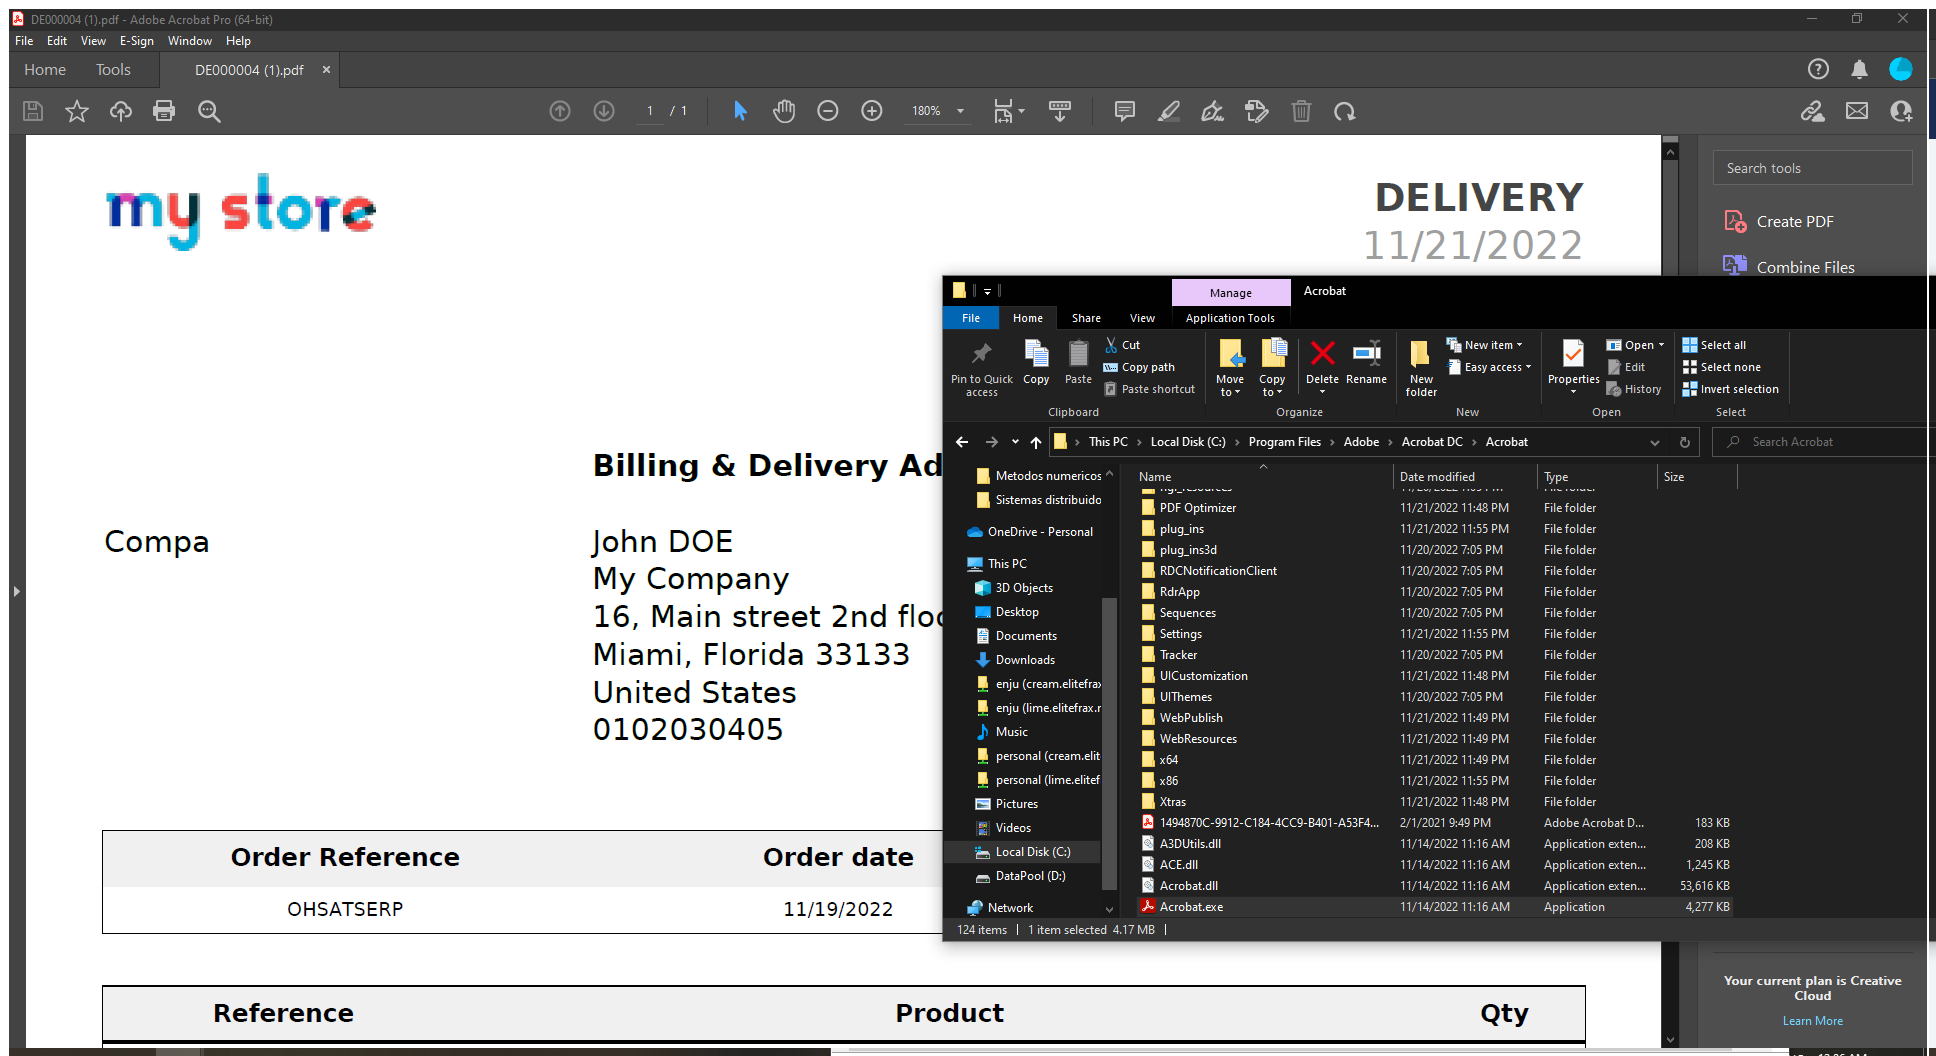 DE000004 (1).pdf - Adobe Acrobat Pro (64-bit)
File Edit View E-Sign Window Help
Home Tools DE000004 (1).pdf ×
1 / 1 180%
my store
DELIVERY
11/21/2022
Search tools
Create PDF
Combine Files
Billing & Delivery Ad
Compa
John DOE
My Company
16, Main street 2nd floo
Miami, Florida 33133
United States
0102030405
Order Reference Order date
OHSATSERP 11/19/2022
Reference Product Qty
Manage Acrobat
File Home Share View Application Tools
Pin to Quick access
Copy
Paste
Cut
Copy path
Paste shortcut
Clipboard
Move to
Copy to
Delete
Rename
Organize
New folder
New item
Easy access
New
Properties
Open
Edit
History
Open
Select all
Select none
Invert selection
Select
This PC › Local Disk (C:) › Program Files › Adobe › Acrobat DC › Acrobat
Search Acrobat
Metodos numericos
Sistemas distribuido
OneDrive - Personal
This PC
3D Objects
Desktop
Documents
Downloads
enju (cream.elitefrax
enju (lime.elitefrax.r
Music
personal (cream.elit
personal (lime.elitef
Pictures
Videos
Local Disk (C:)
DataPool (D:)
Network
Name Date modified Type Size
PDF Optimizer 11/21/2022 11:48 PM File folder
plug_ins 11/21/2022 11:55 PM File folder
plug_ins3d 11/20/2022 7:05 PM File folder
RDCNotificationClient 11/20/2022 7:05 PM File folder
RdrApp 11/20/2022 7:05 PM File folder
Sequences 11/20/2022 7:05 PM File folder
Settings 11/21/2022 11:55 PM File folder
Tracker 11/20/2022 7:05 PM File folder
UICustomization 11/21/2022 11:48 PM File folder
UIThemes 11/20/2022 7:05 PM File folder
WebPublish 11/21/2022 11:49 PM File folder
WebResources 11/21/2022 11:49 PM File folder
x64 11/21/2022 11:49 PM File folder
x86 11/21/2022 11:55 PM File folder
Xtras 11/21/2022 11:48 PM File folder
1494870C-9912-C184-4CC9-B401-A53F4... 2/1/2021 9:49 PM Adobe Acrobat D... 183 KB
A3DUtils.dll 11/14/2022 11:16 AM Application exten... 208 KB
ACE.dll 11/14/2022 11:16 AM Application exten... 1,245 KB
Acrobat.dll 11/14/2022 11:16 AM Application exten... 53,616 KB
Acrobat.exe 11/14/2022 11:16 AM Application 4,277 KB
124 items 1 item selected 4.17 MB
Your current plan is Creative
Cloud
Learn More